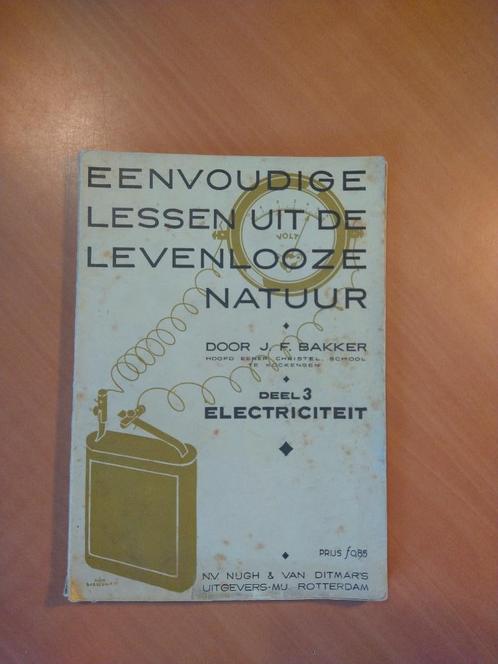 EENVOUDIGE
LESSEN UIT DE
LEVENLOOZE
NATUUR
VOLT
DOOR J. F. BAKKER
HOOFD EENER CHRISTEL. SCHOOL
TE KOCKENGEN
DEEL 3
ELECTRICITEIT
PRIJS f 0,85
N.V. NIJGH & VAN DITMAR'S
UITGEVERS-MIJ. ROTTERDAM